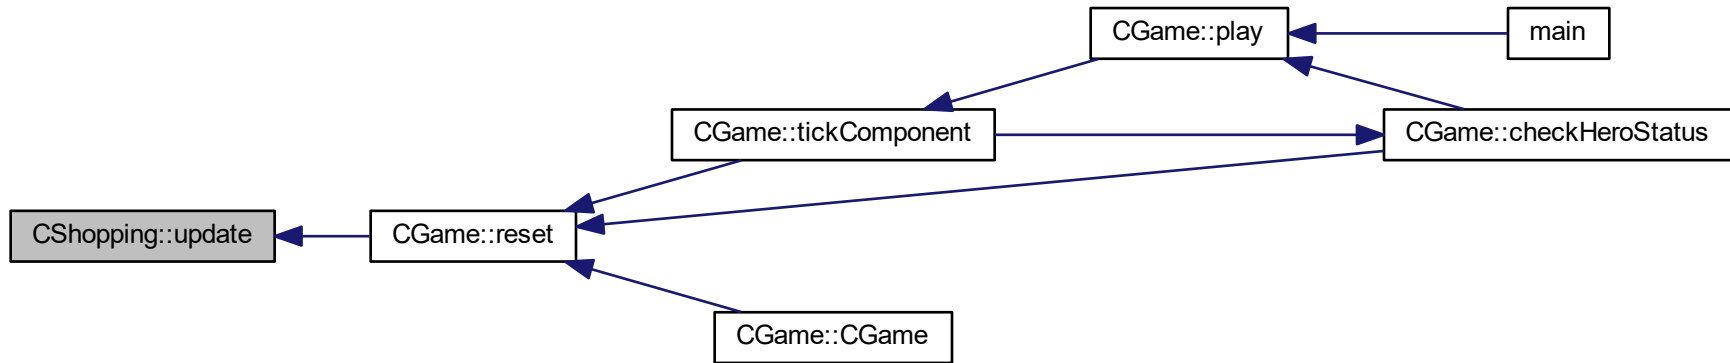 CGame::play
main
CGame::tickComponent
CGame::checkHeroStatus
CShopping::update
CGame::reset
CGame::CGame